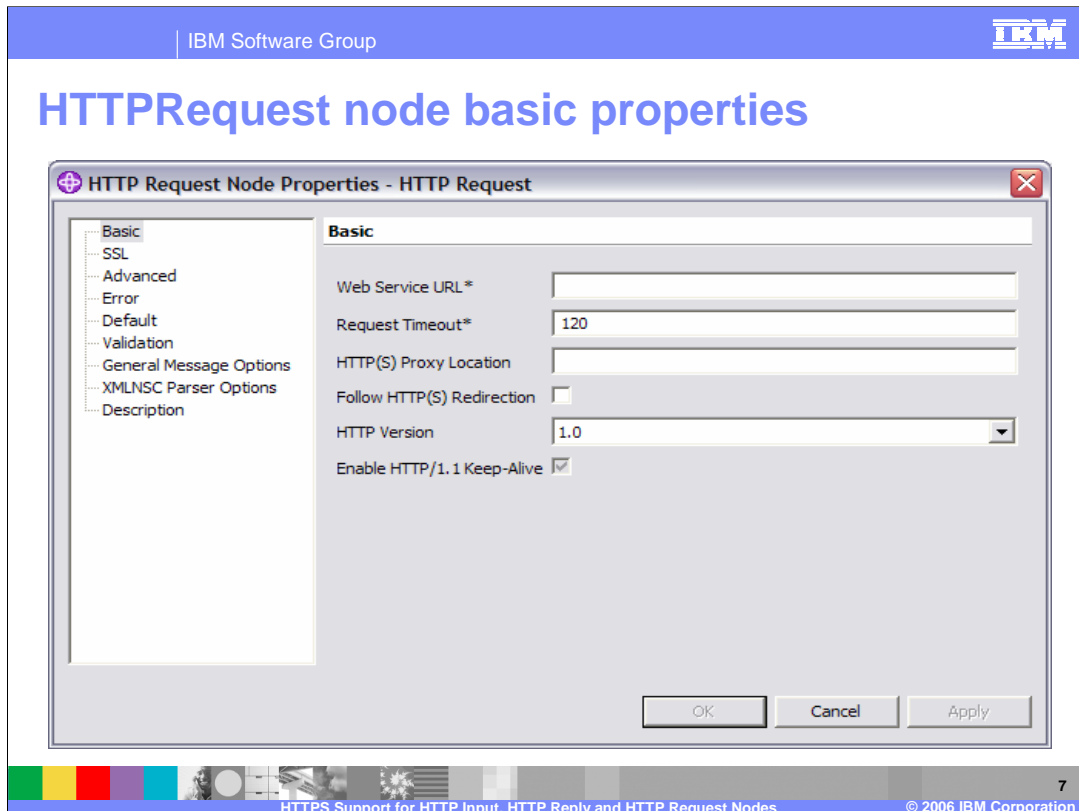 IBM Software Group
IBM
HTTPRequest node basic properties
HTTP Request Node Properties - HTTP Request
Basic
SSL
Advanced
Error
Default
Validation
General Message Options
XMLNSC Parser Options
Description
Basic
Web Service URL*
Request Timeout* 120
HTTP(S) Proxy Location
Follow HTTP(S) Redirection
HTTP Version 1.0
Enable HTTP/1.1 Keep-Alive
OK Cancel Apply
7
HTTPS Support for HTTP Input, HTTP Reply and HTTP Request Nodes © 2006 IBM Corporation